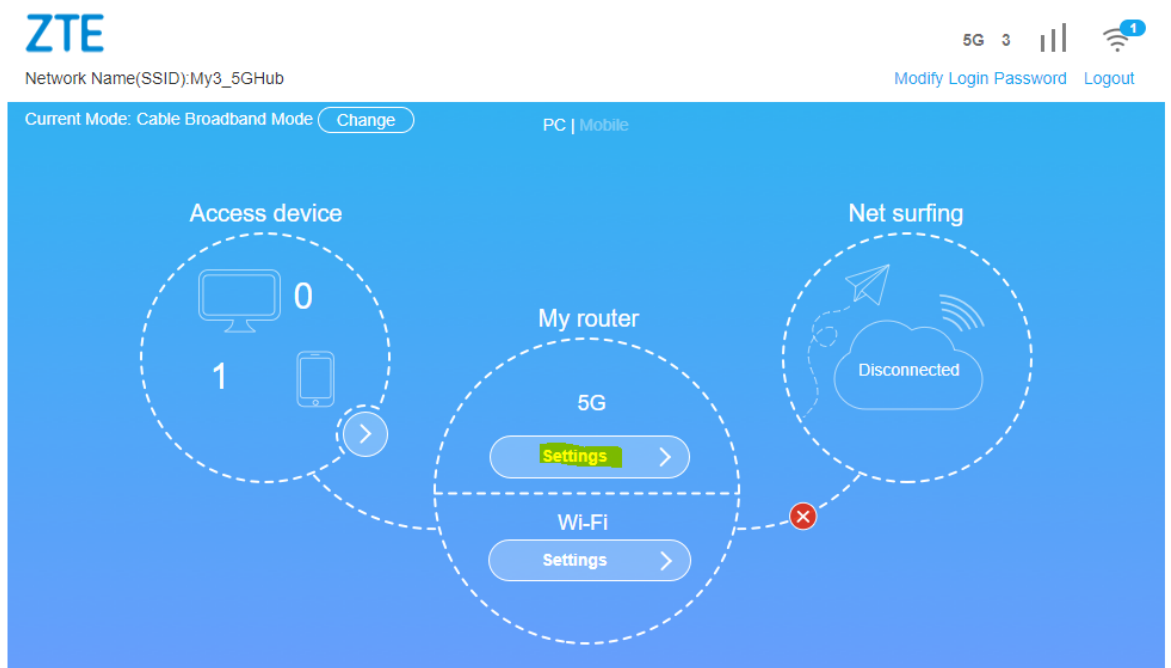 ZTE
5G 3
1
Network Name(SSID):My3_5GHub
Modify Login Password Logout
Current Mode: Cable Broadband Mode Change
PC | Mobile
Access device
0
1
My router
5G
Settings
Wi-Fi
Settings
Net surfing
Disconnected